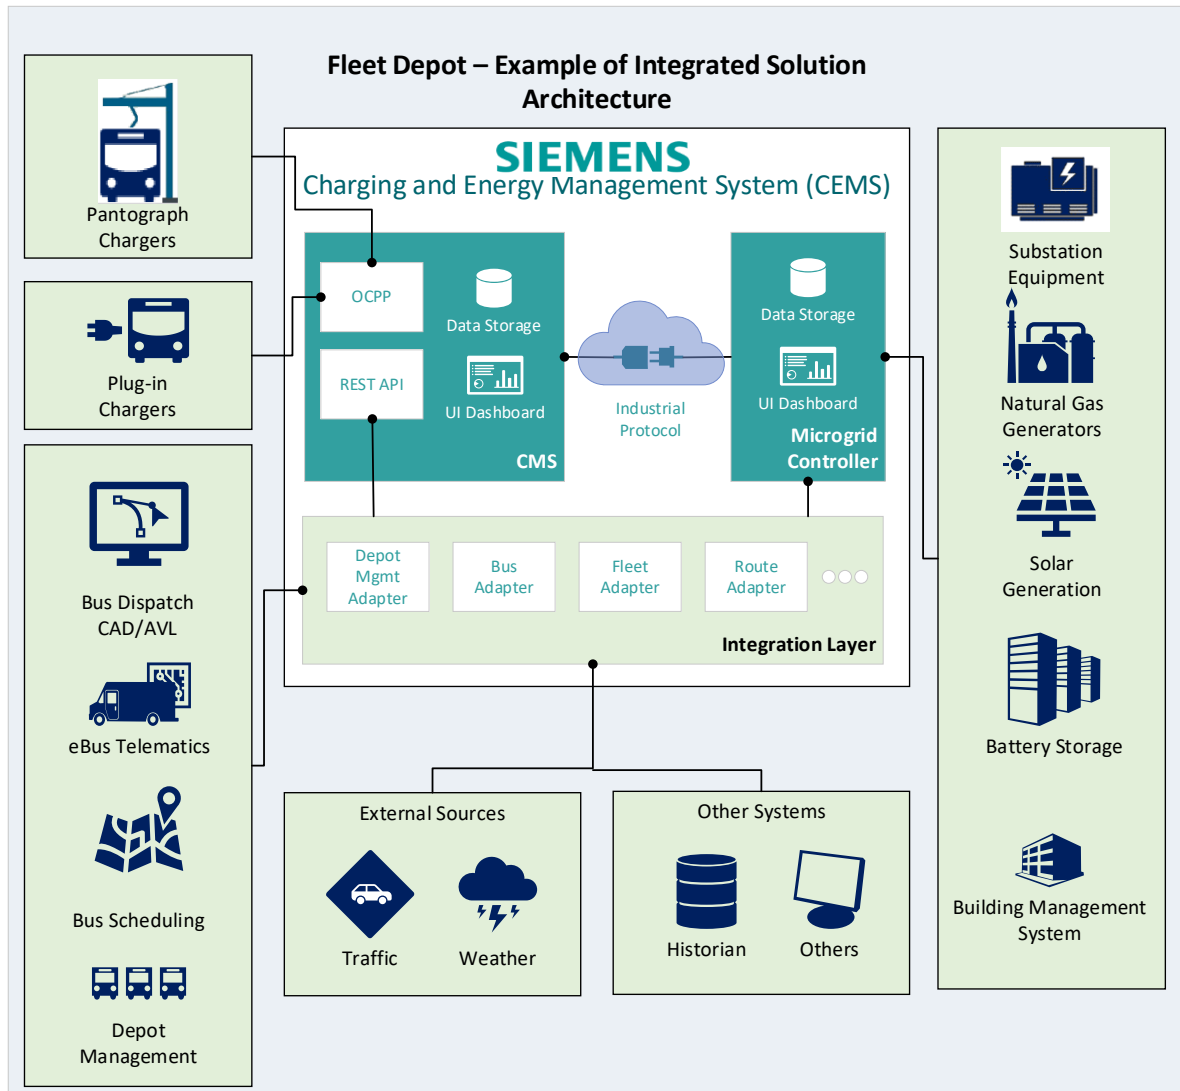 Fleet Depot – Example of Integrated Solution
Architecture
Pantograph
Chargers
Plug-in
Chargers
Bus Dispatch
CAD/AVL
eBus Telematics
Bus Scheduling
Depot
Management
SIEMENS
Charging and Energy Management System (CEMS)
OCPP
REST API
Data Storage
UI Dashboard
CMS
Industrial
Protocol
Data Storage
UI Dashboard
Microgrid
Controller
Depot
Mgmt
Adapter
Bus
Adapter
Fleet
Adapter
Route
Adapter
Integration Layer
External Sources
Traffic
Weather
Other Systems
Historian
Others
Substation
Equipment
Natural Gas
Generators
Solar
Generation
Battery Storage
Building Management
System